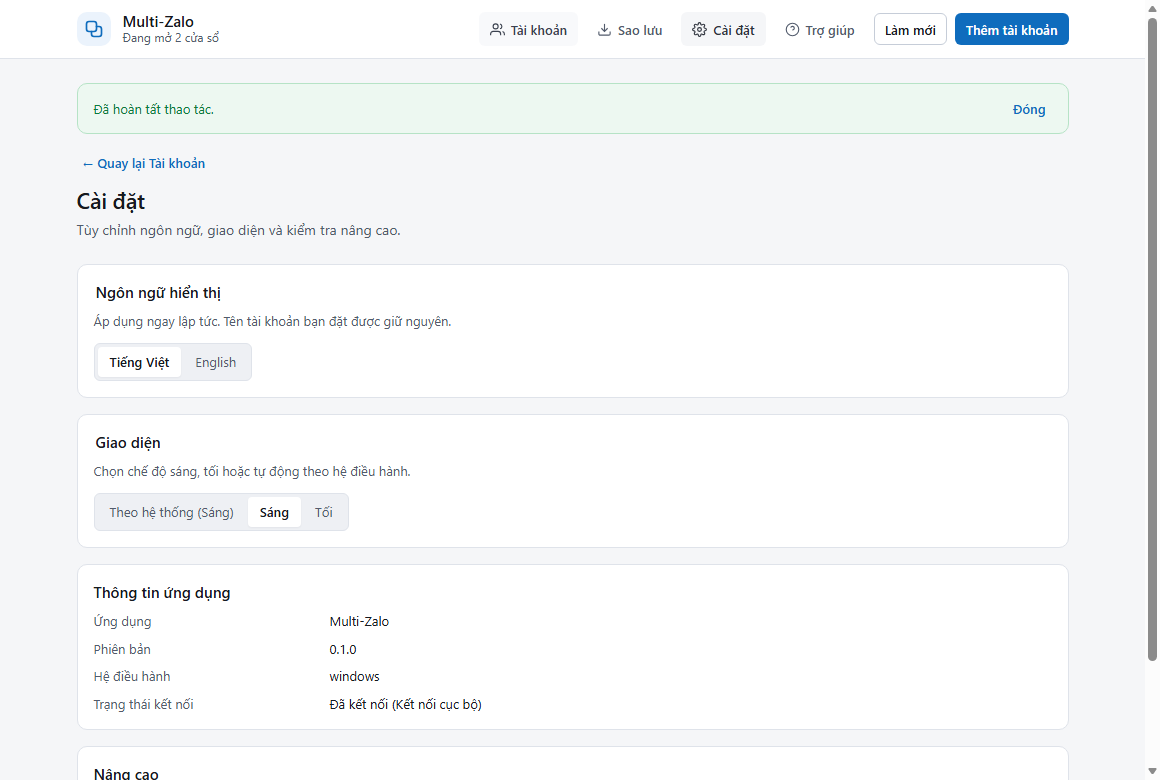 Multi-Zalo
Đang mở 2 cửa sổ
Tài khoản
Sao lưu
Cài đặt
Trợ giúp
Làm mới
Thêm tài khoản
Đã hoàn tất thao tác.
Đóng
← Quay lại Tài khoản
Cài đặt
Tùy chỉnh ngôn ngữ, giao diện và kiểm tra nâng cao.
Ngôn ngữ hiển thị
Áp dụng ngay lập tức. Tên tài khoản bạn đặt được giữ nguyên.
Tiếng Việt
English
Giao diện
Chọn chế độ sáng, tối hoặc tự động theo hệ điều hành.
Theo hệ thống (Sáng)
Sáng
Tối
Thông tin ứng dụng
Ứng dụng
Multi-Zalo
Phiên bản
0.1.0
Hệ điều hành
windows
Trạng thái kết nối
Đã kết nối (Kết nối cục bộ)
Nâng cao